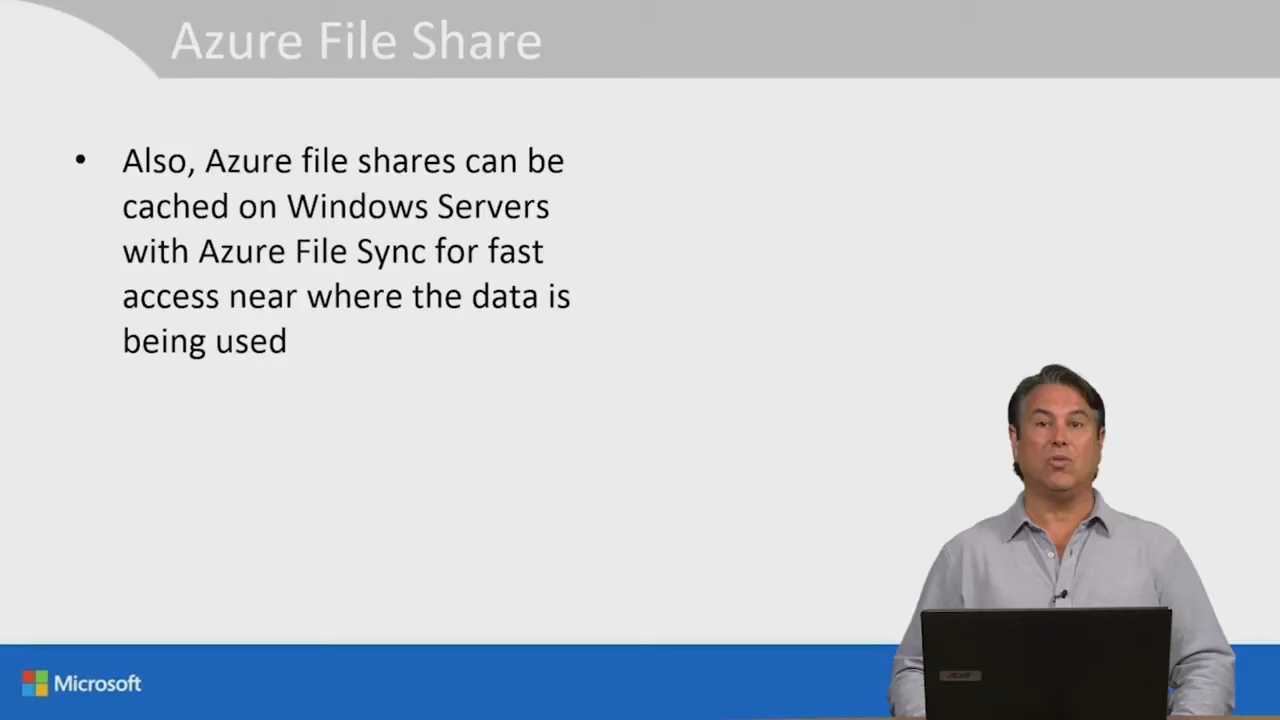 Azure File Share
• Also, Azure file shares can be
cached on Windows Servers
with Azure File Sync for fast
access near where the data is
being used
acer
Microsoft